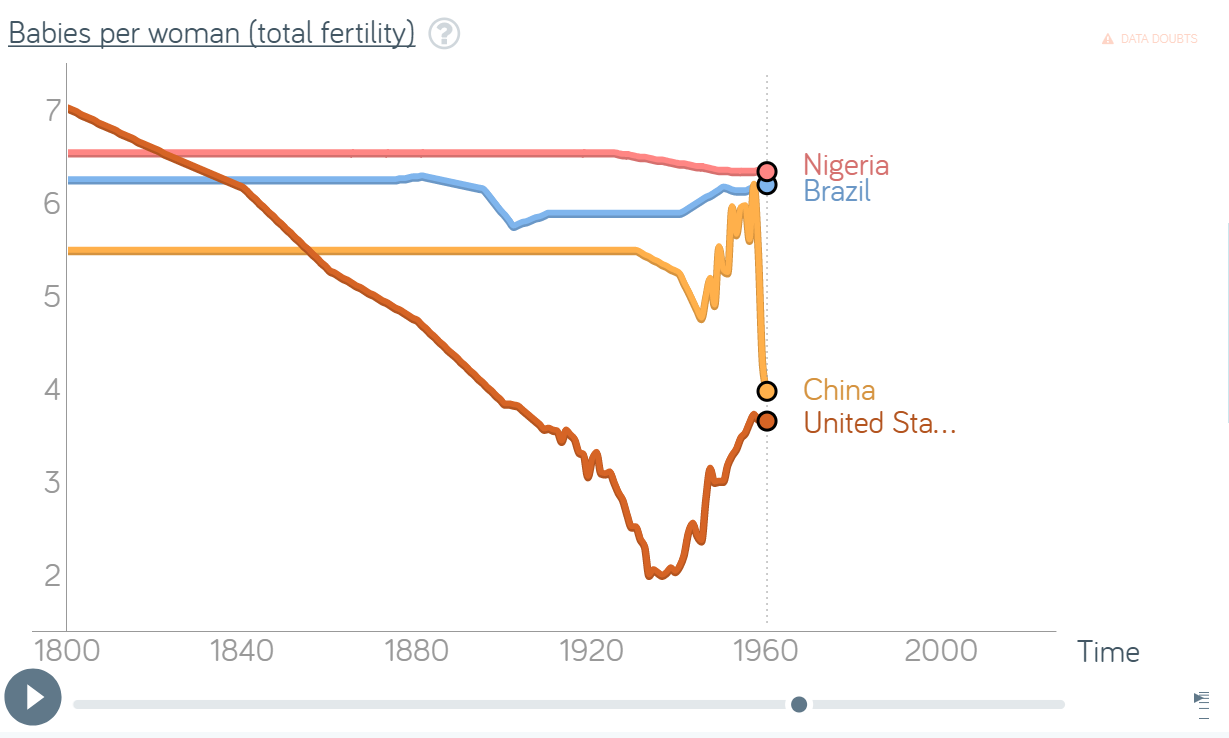 Babies per woman (total fertility) ?
DATA DOUBTS
7
6
5
4
3
2
Nigeria
Brazil
China
United Sta...
1800 1840 1880 1920 1960 2000 Time